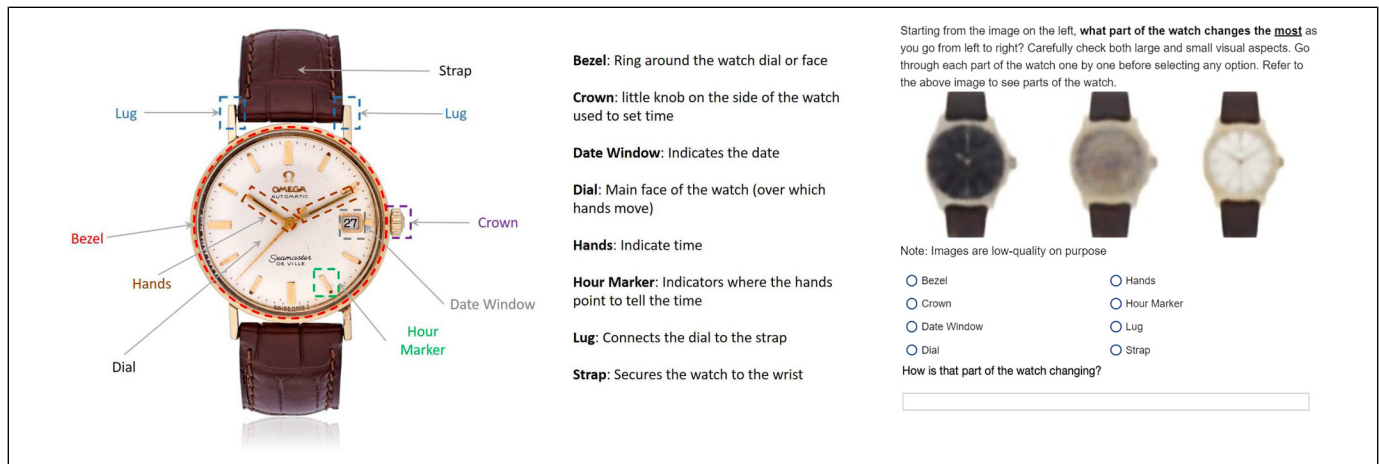 Strap
Lug
Lug
Ω
OMEGA
AUTOMATIC
27
Crown
Bezel
Seamaster
DE VILLE
Hands
Date Window
SWISS MADE
Hour
Marker
Dial
Bezel: Ring around the watch dial or face
Crown: little knob on the side of the watch
used to set time
Date Window: Indicates the date
Dial: Main face of the watch (over which
hands move)
Hands: Indicate time
Hour Marker: Indicators where the hands
point to tell the time
Lug: Connects the dial to the strap
Strap: Secures the watch to the wrist
Starting from the image on the left, what part of the watch changes the most as
you go from left to right? Carefully check both large and small visual aspects. Go
through each part of the watch one by one before selecting any option. Refer to
the above image to see parts of the watch.
Note: Images are low-quality on purpose
Bezel
Hands
Crown
Hour Marker
Date Window
Lug
Dial
Strap
How is that part of the watch changing?